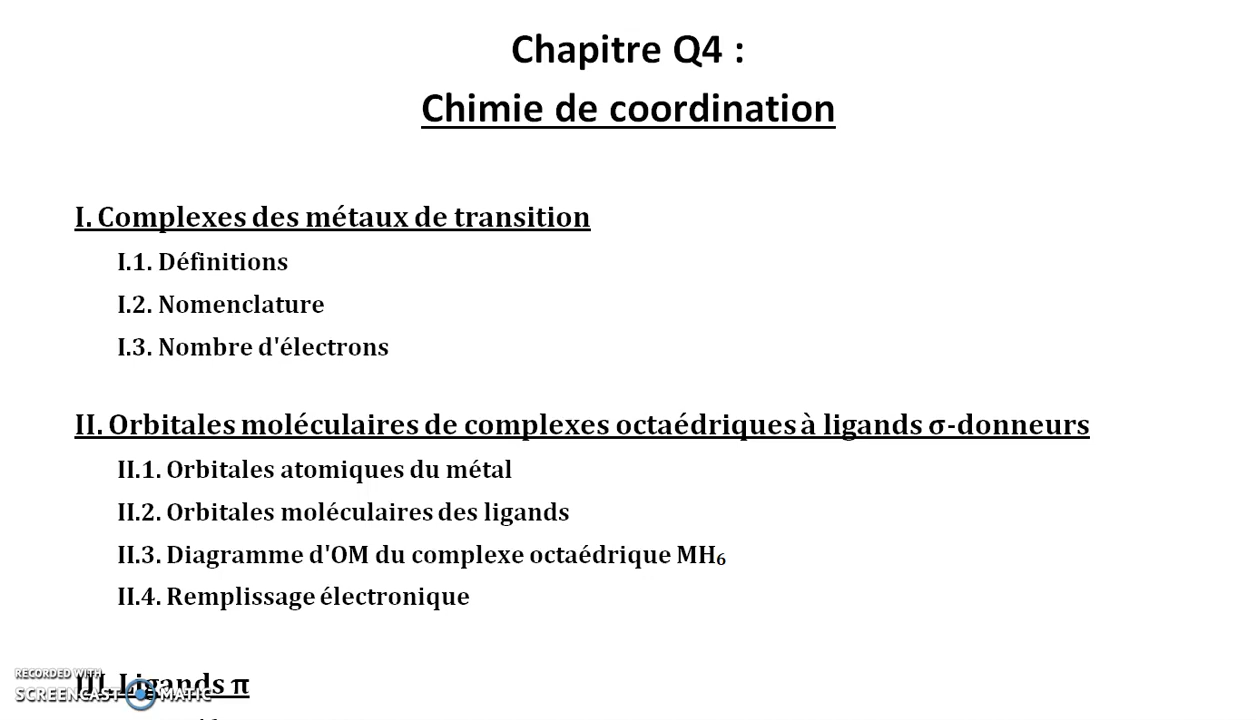 Chapitre Q4 :
Chimie de coordination
I. Complexes des métaux de transition
I.1. Définitions
I.2. Nomenclature
I.3. Nombre d'électrons
II. Orbitales moléculaires de complexes octaédriques à ligands σ-donneurs
II.1. Orbitales atomiques du métal
II.2. Orbitales moléculaires des ligands
II.3. Diagramme d'OM du complexe octaédrique MH₆
II.4. Remplissage électronique
III. Ligands π
RECORDED WITH
SCREENCAST MATIC